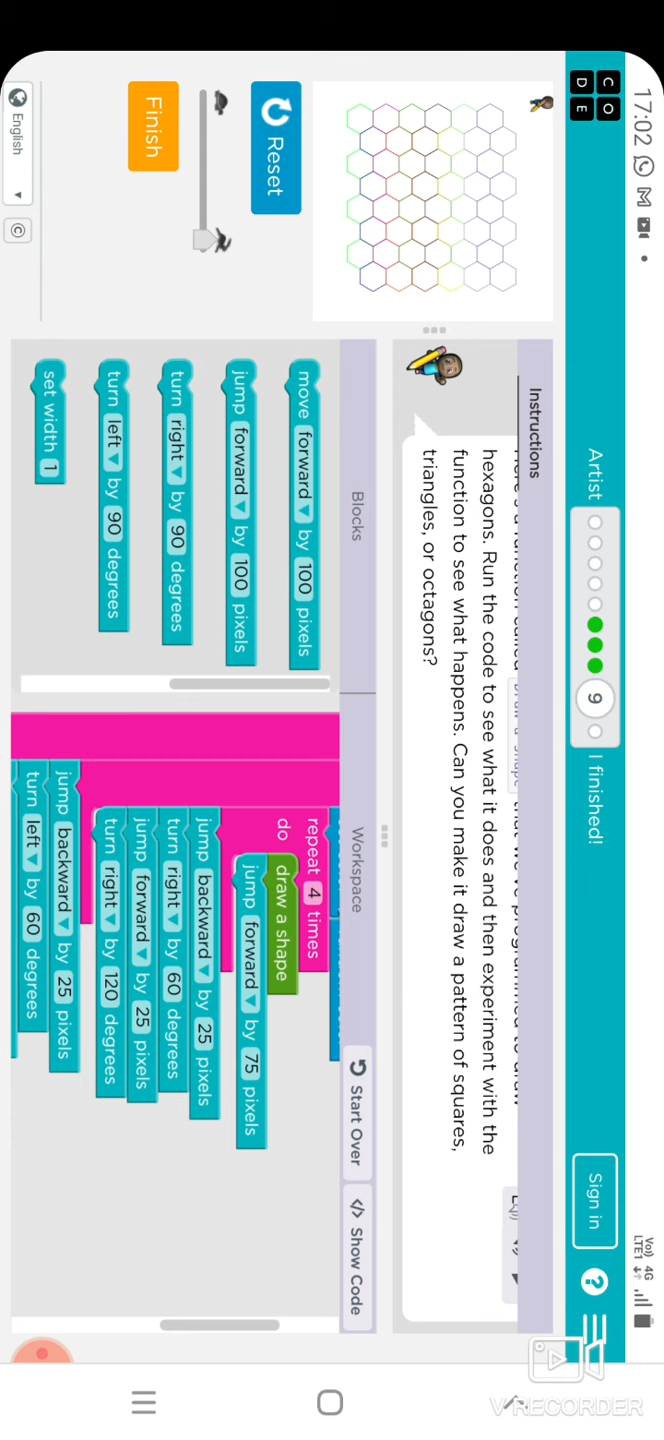 17:02
Vo)) 4G
LTE1
C O
D E
Artist
9
I finished!
Sign in
?
Instructions
hexagons. Run the code to see what it does and then experiment with the
function to see what happens. Can you make it draw a pattern of squares,
triangles, or octagons?
Reset
Finish
English
©
Blocks
Workspace
Start Over
</> Show Code
move forward by 100 pixels
jump forward by 100 pixels
turn right by 90 degrees
turn left by 90 degrees
set width 1
repeat 4 times
do draw a shape
jump forward by 75 pixels
jump backward by 25 pixels
turn right by 60 degrees
jump forward by 25 pixels
turn right by 120 degrees
jump backward by 25 pixels
turn left by 60 degrees
V RECORDER